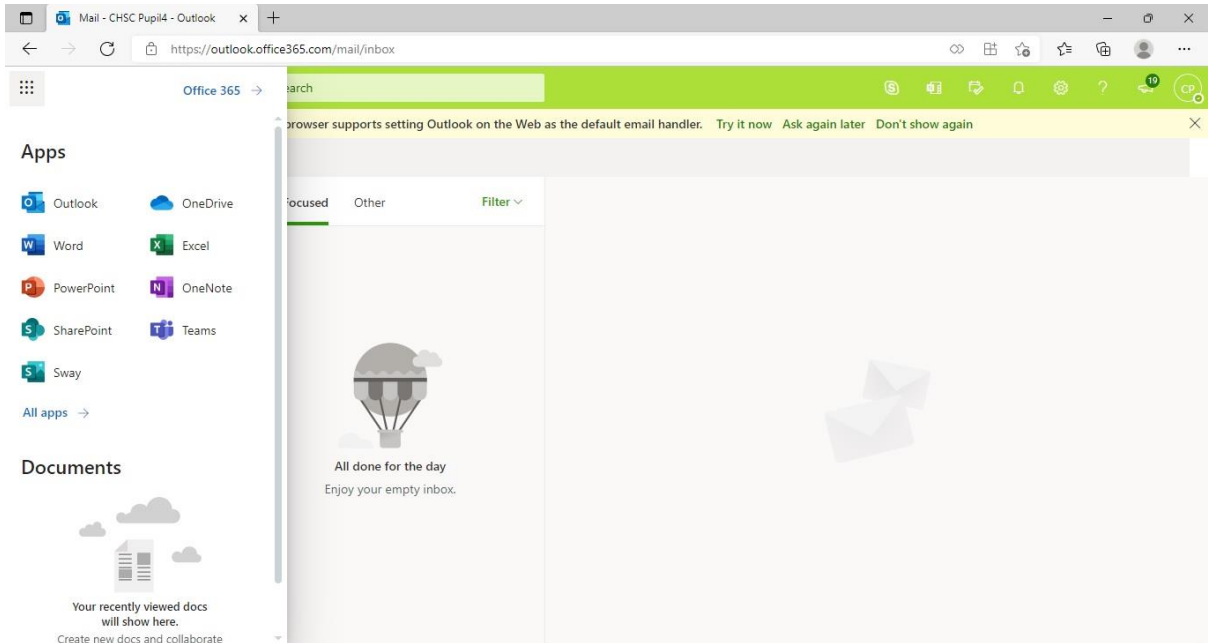 Mail - CHSC Pupil4 - Outlook
https://outlook.office365.com/mail/inbox
Office 365 →
earch
19
CP
browser supports setting Outlook on the Web as the default email handler. Try it now Ask again later Don't show again
Apps
Outlook OneDrive
Word Excel
PowerPoint OneNote
SharePoint Teams
Sway
All apps →
Focused Other Filter
All done for the day
Enjoy your empty inbox.
Documents
Your recently viewed docs
will show here.
Create new docs and collaborate